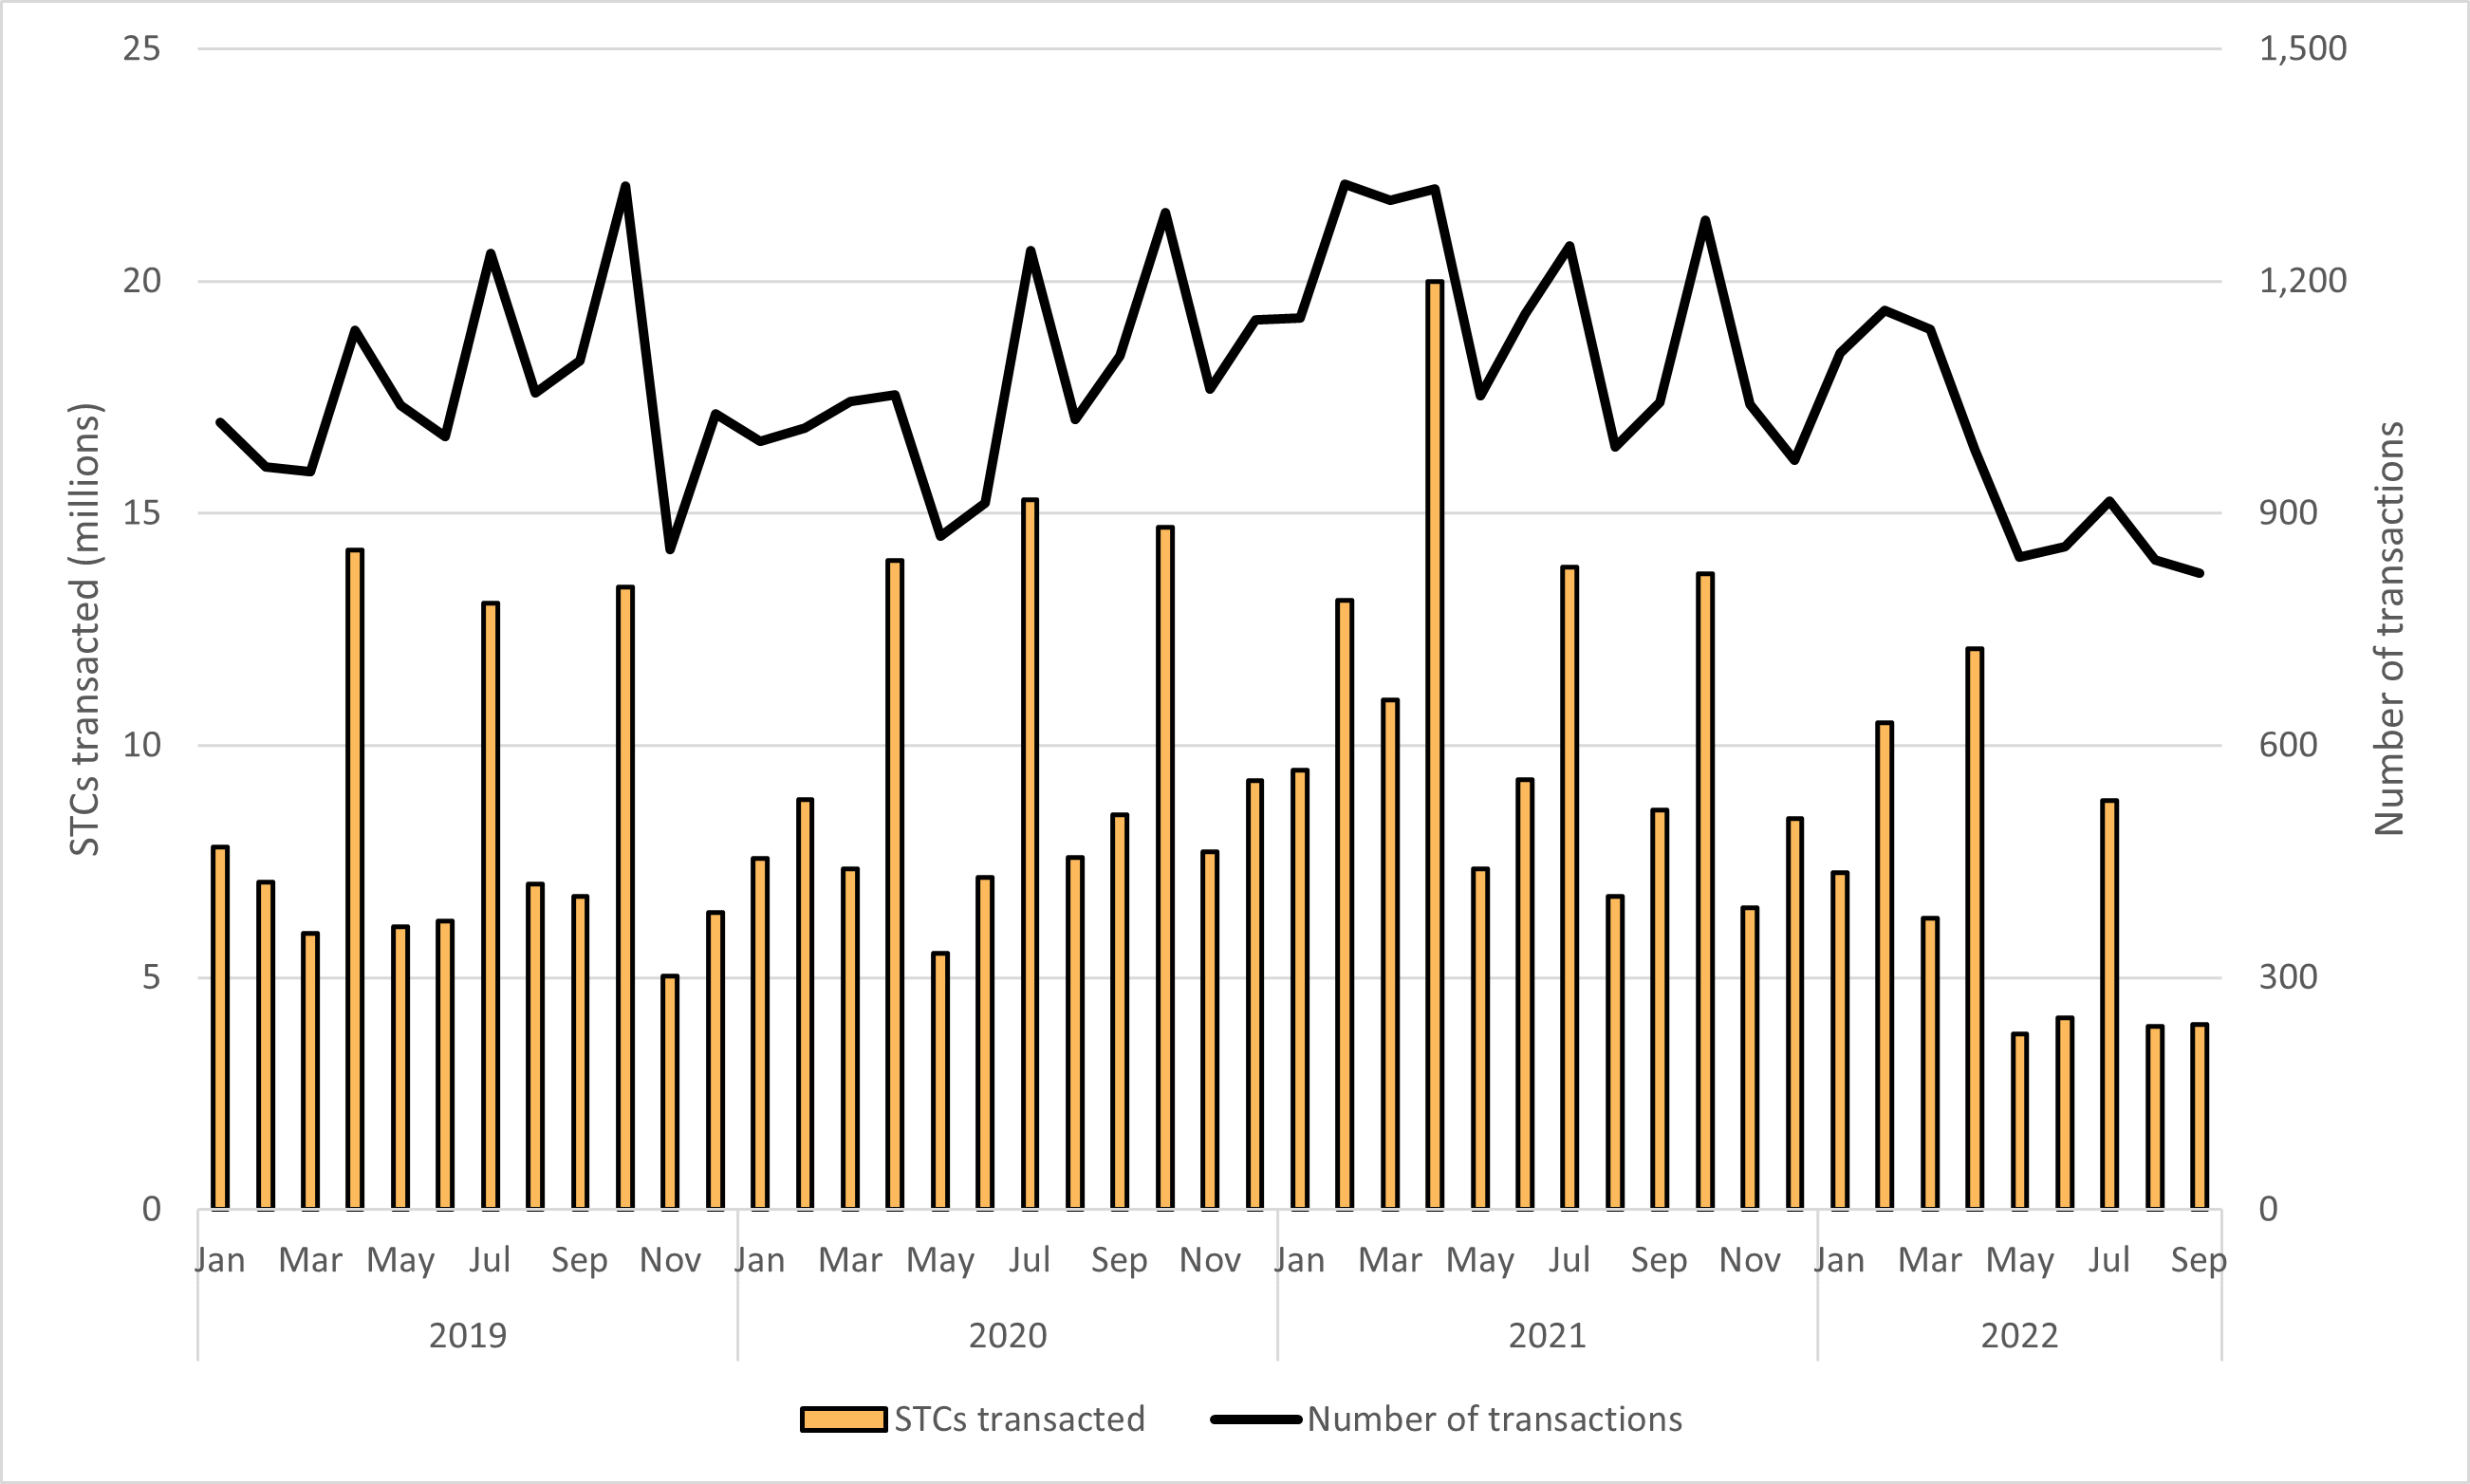 25
20
15
10
5
0
STCs transacted (millions)
1,500
1,200
900
600
300
0
Number of transactions
Jan Mar May Jul Sep Nov Jan Mar May Jul Sep Nov Jan Mar May Jul Sep Nov Jan Mar May Jul Sep
2019 2020 2021 2022
STCs transacted Number of transactions